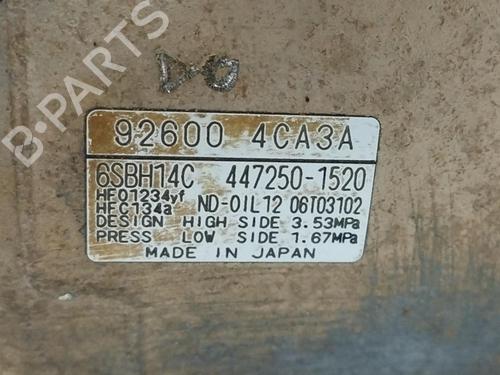 B-PARTS
92600 4CA3A
6SBH14C 447250-1520
HFO1234yf ND-OIL12 06T03102
HFC134a
DESIGN HIGH SIDE 3.53MPa
PRESS LOW SIDE 1.67MPa
MADE IN JAPAN